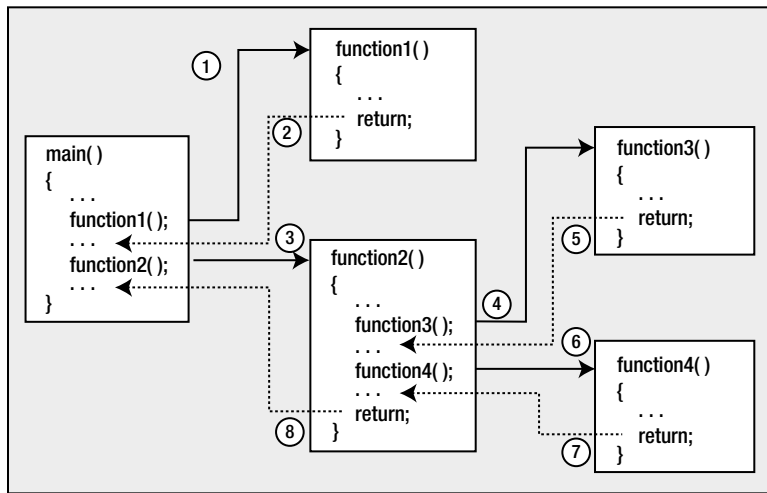 main( )
{
. . .
function1( );
. . .
function2( );
. . .
}
1
function1( )
{
. . .
return;
}
2
3
function2( )
{
. . .
function3( );
. . .
function4( );
. . .
return;
}
4
function3( )
{
. . .
return;
}
5
6
function4( )
{
. . .
return;
}
7
8